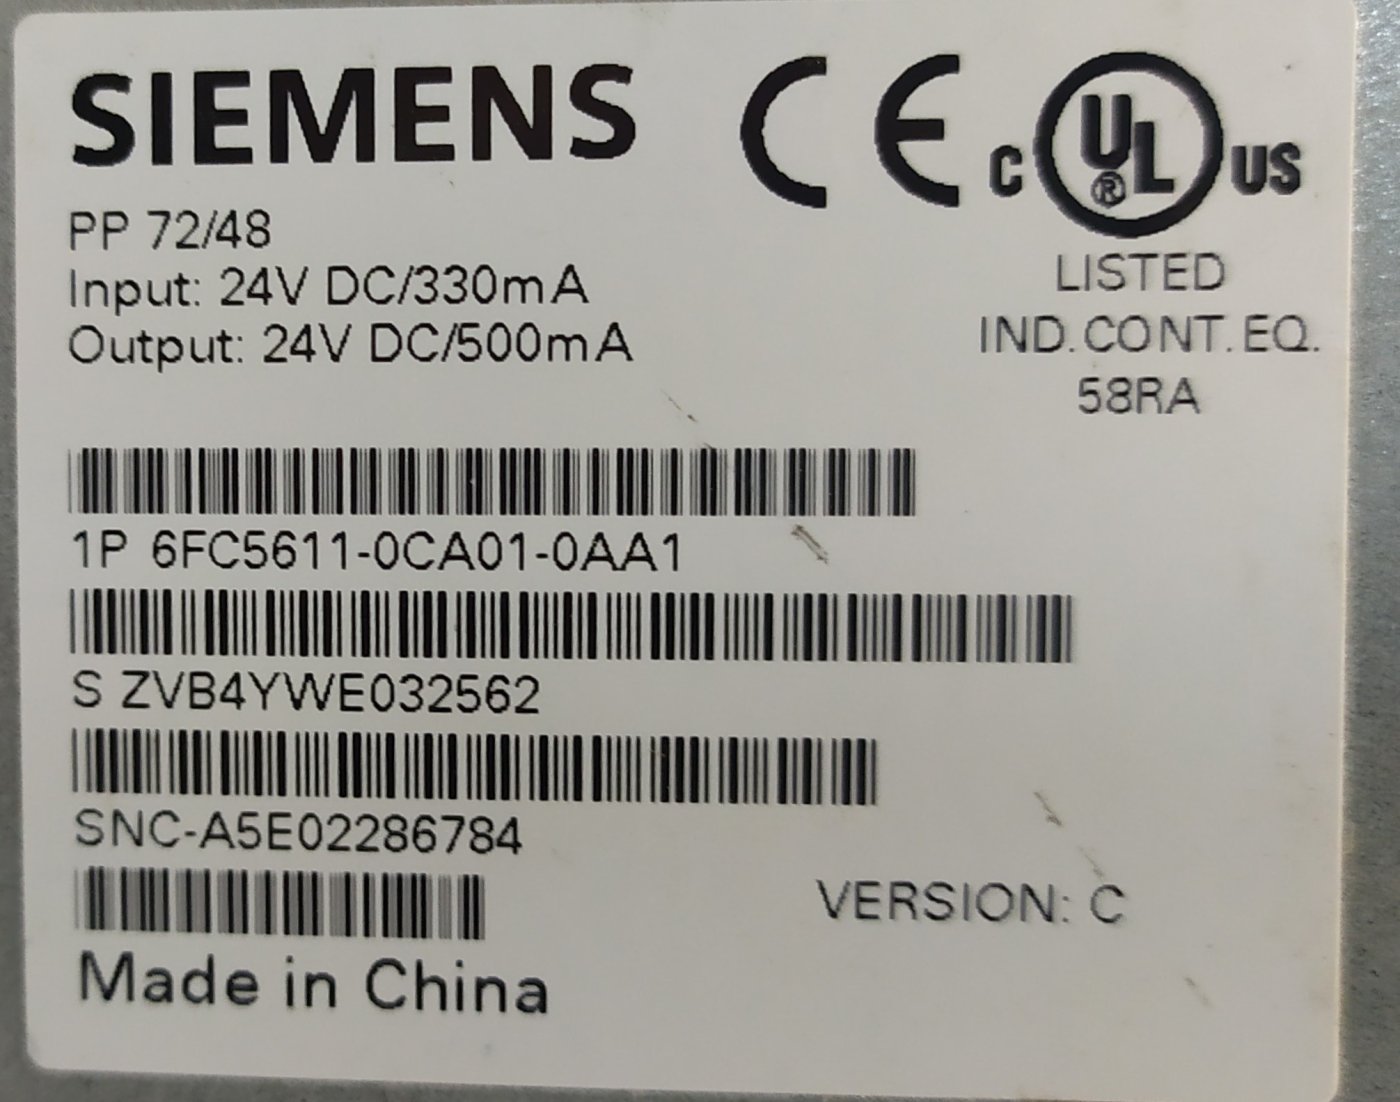 SIEMENS
CE
C UL® US
PP 72/48
Input: 24V DC/330mA
Output: 24V DC/500mA
LISTED
IND.CONT.EQ.
58RA
1P 6FC5611-0CA01-0AA1
S ZVB4YWE032562
SNC-A5E02286784
VERSION: C
Made in China